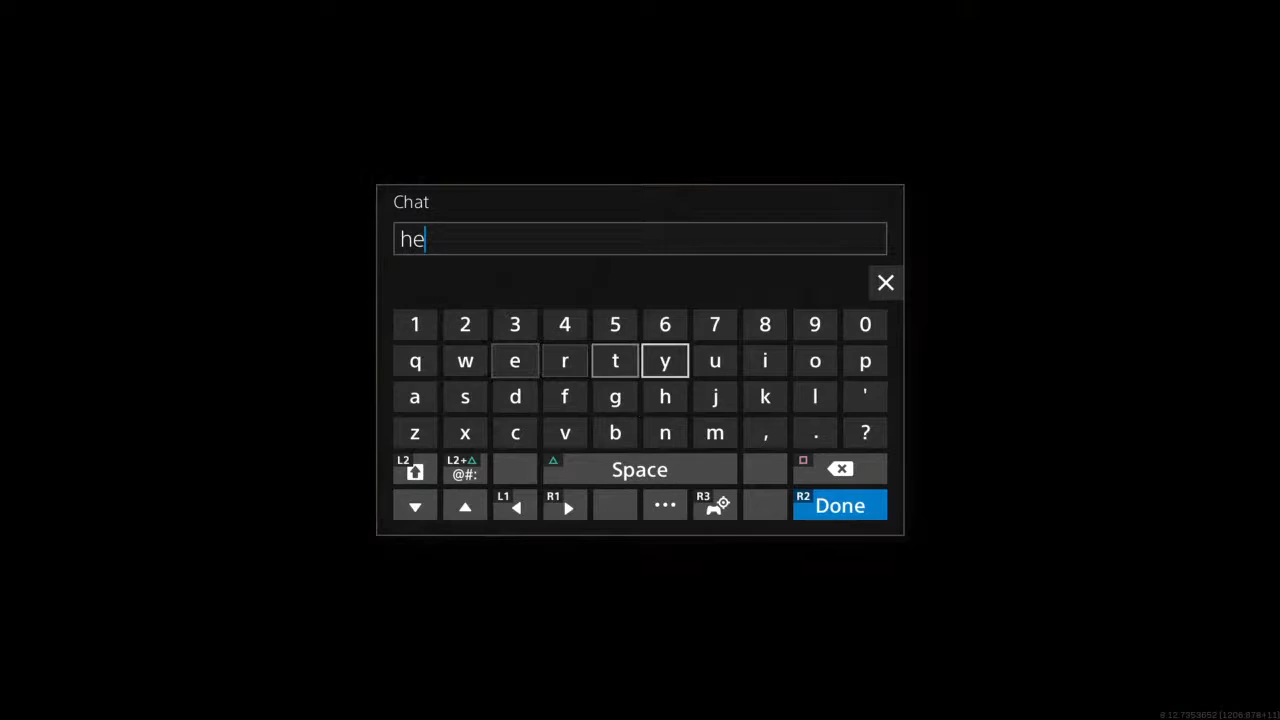 Chat
he
1 2 3 4 5 6 7 8 9 0
q w e r t y u i o p
a s d f g h j k l '
z x c v b n m , . ?
L2 L2+△ @#: △ Space
L1 R1 ... R3 R2 Done